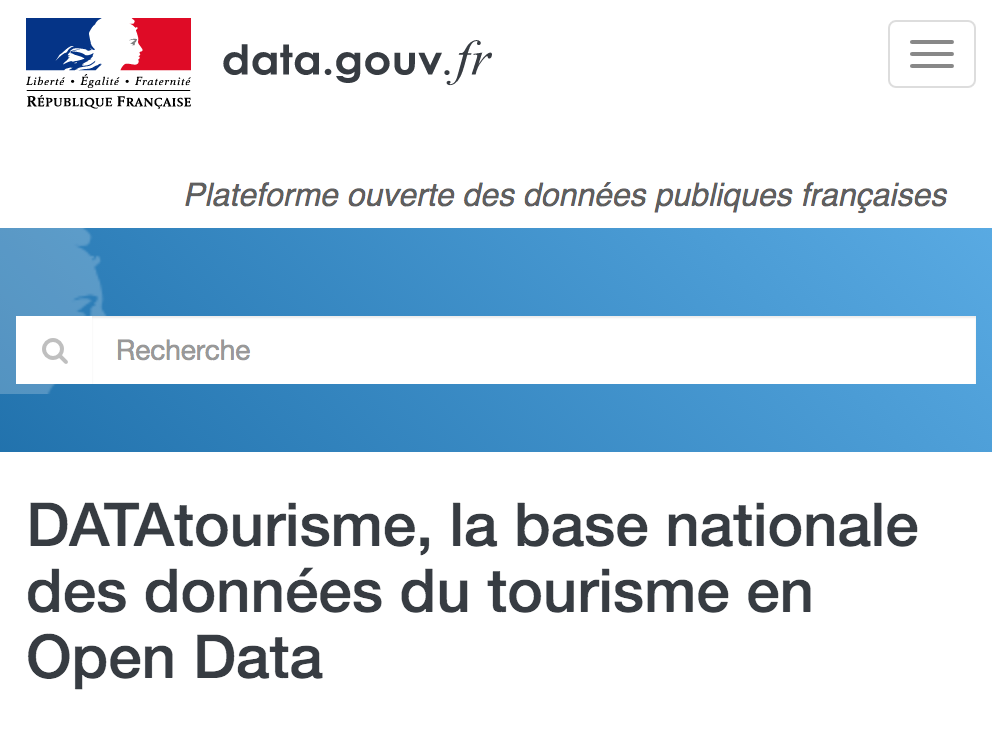 Liberté • Égalité • Fraternité
RÉPUBLIQUE FRANÇAISE
data.gouv.fr
Plateforme ouverte des données publiques françaises
Recherche
DATAtourisme, la base nationale
des données du tourisme en
Open Data